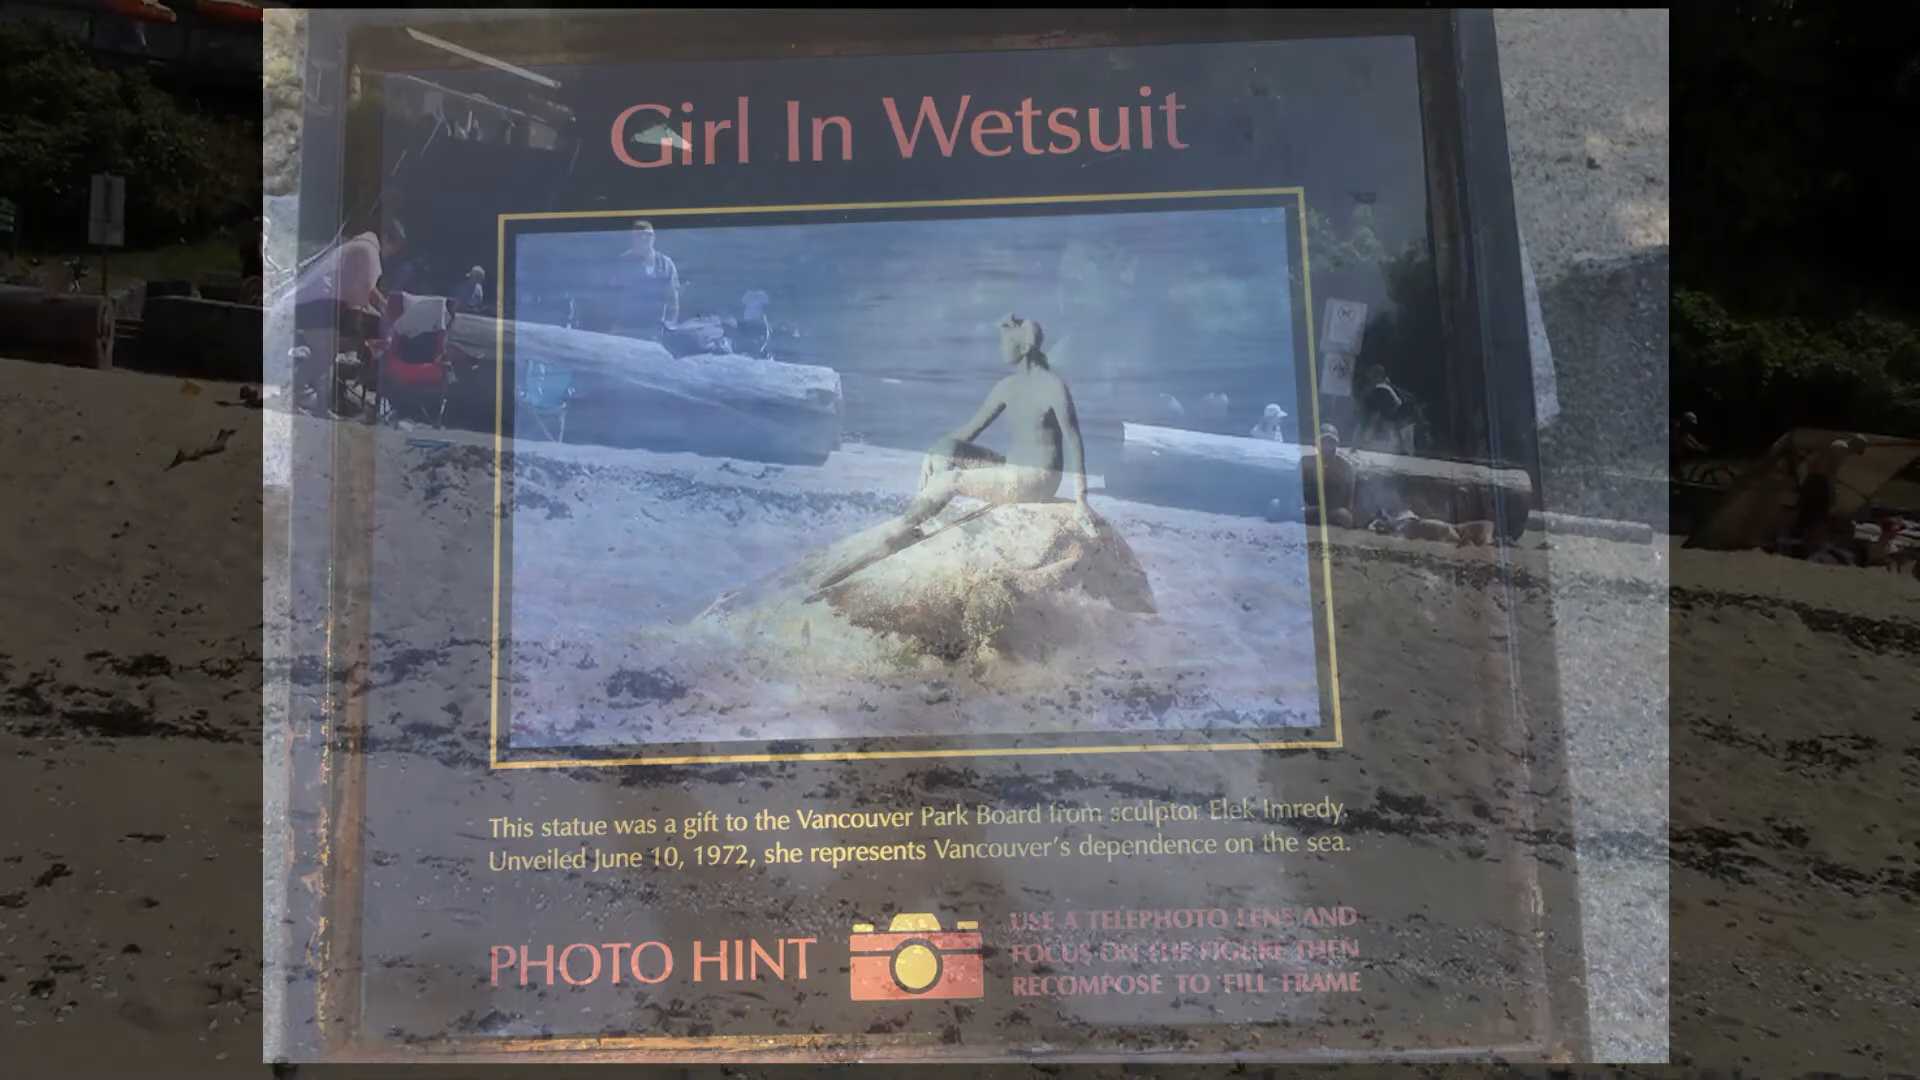 Girl In Wetsuit
This statue was a gift to the Vancouver Park Board from sculptor Elek Imredy.
Unveiled June 10, 1972, she represents Vancouver's dependence on the sea.
PHOTO HINT
USE A TELEPHOTO LENS AND
FOCUS ON THE FIGURE THEN
RECOMPOSE TO FILL FRAME